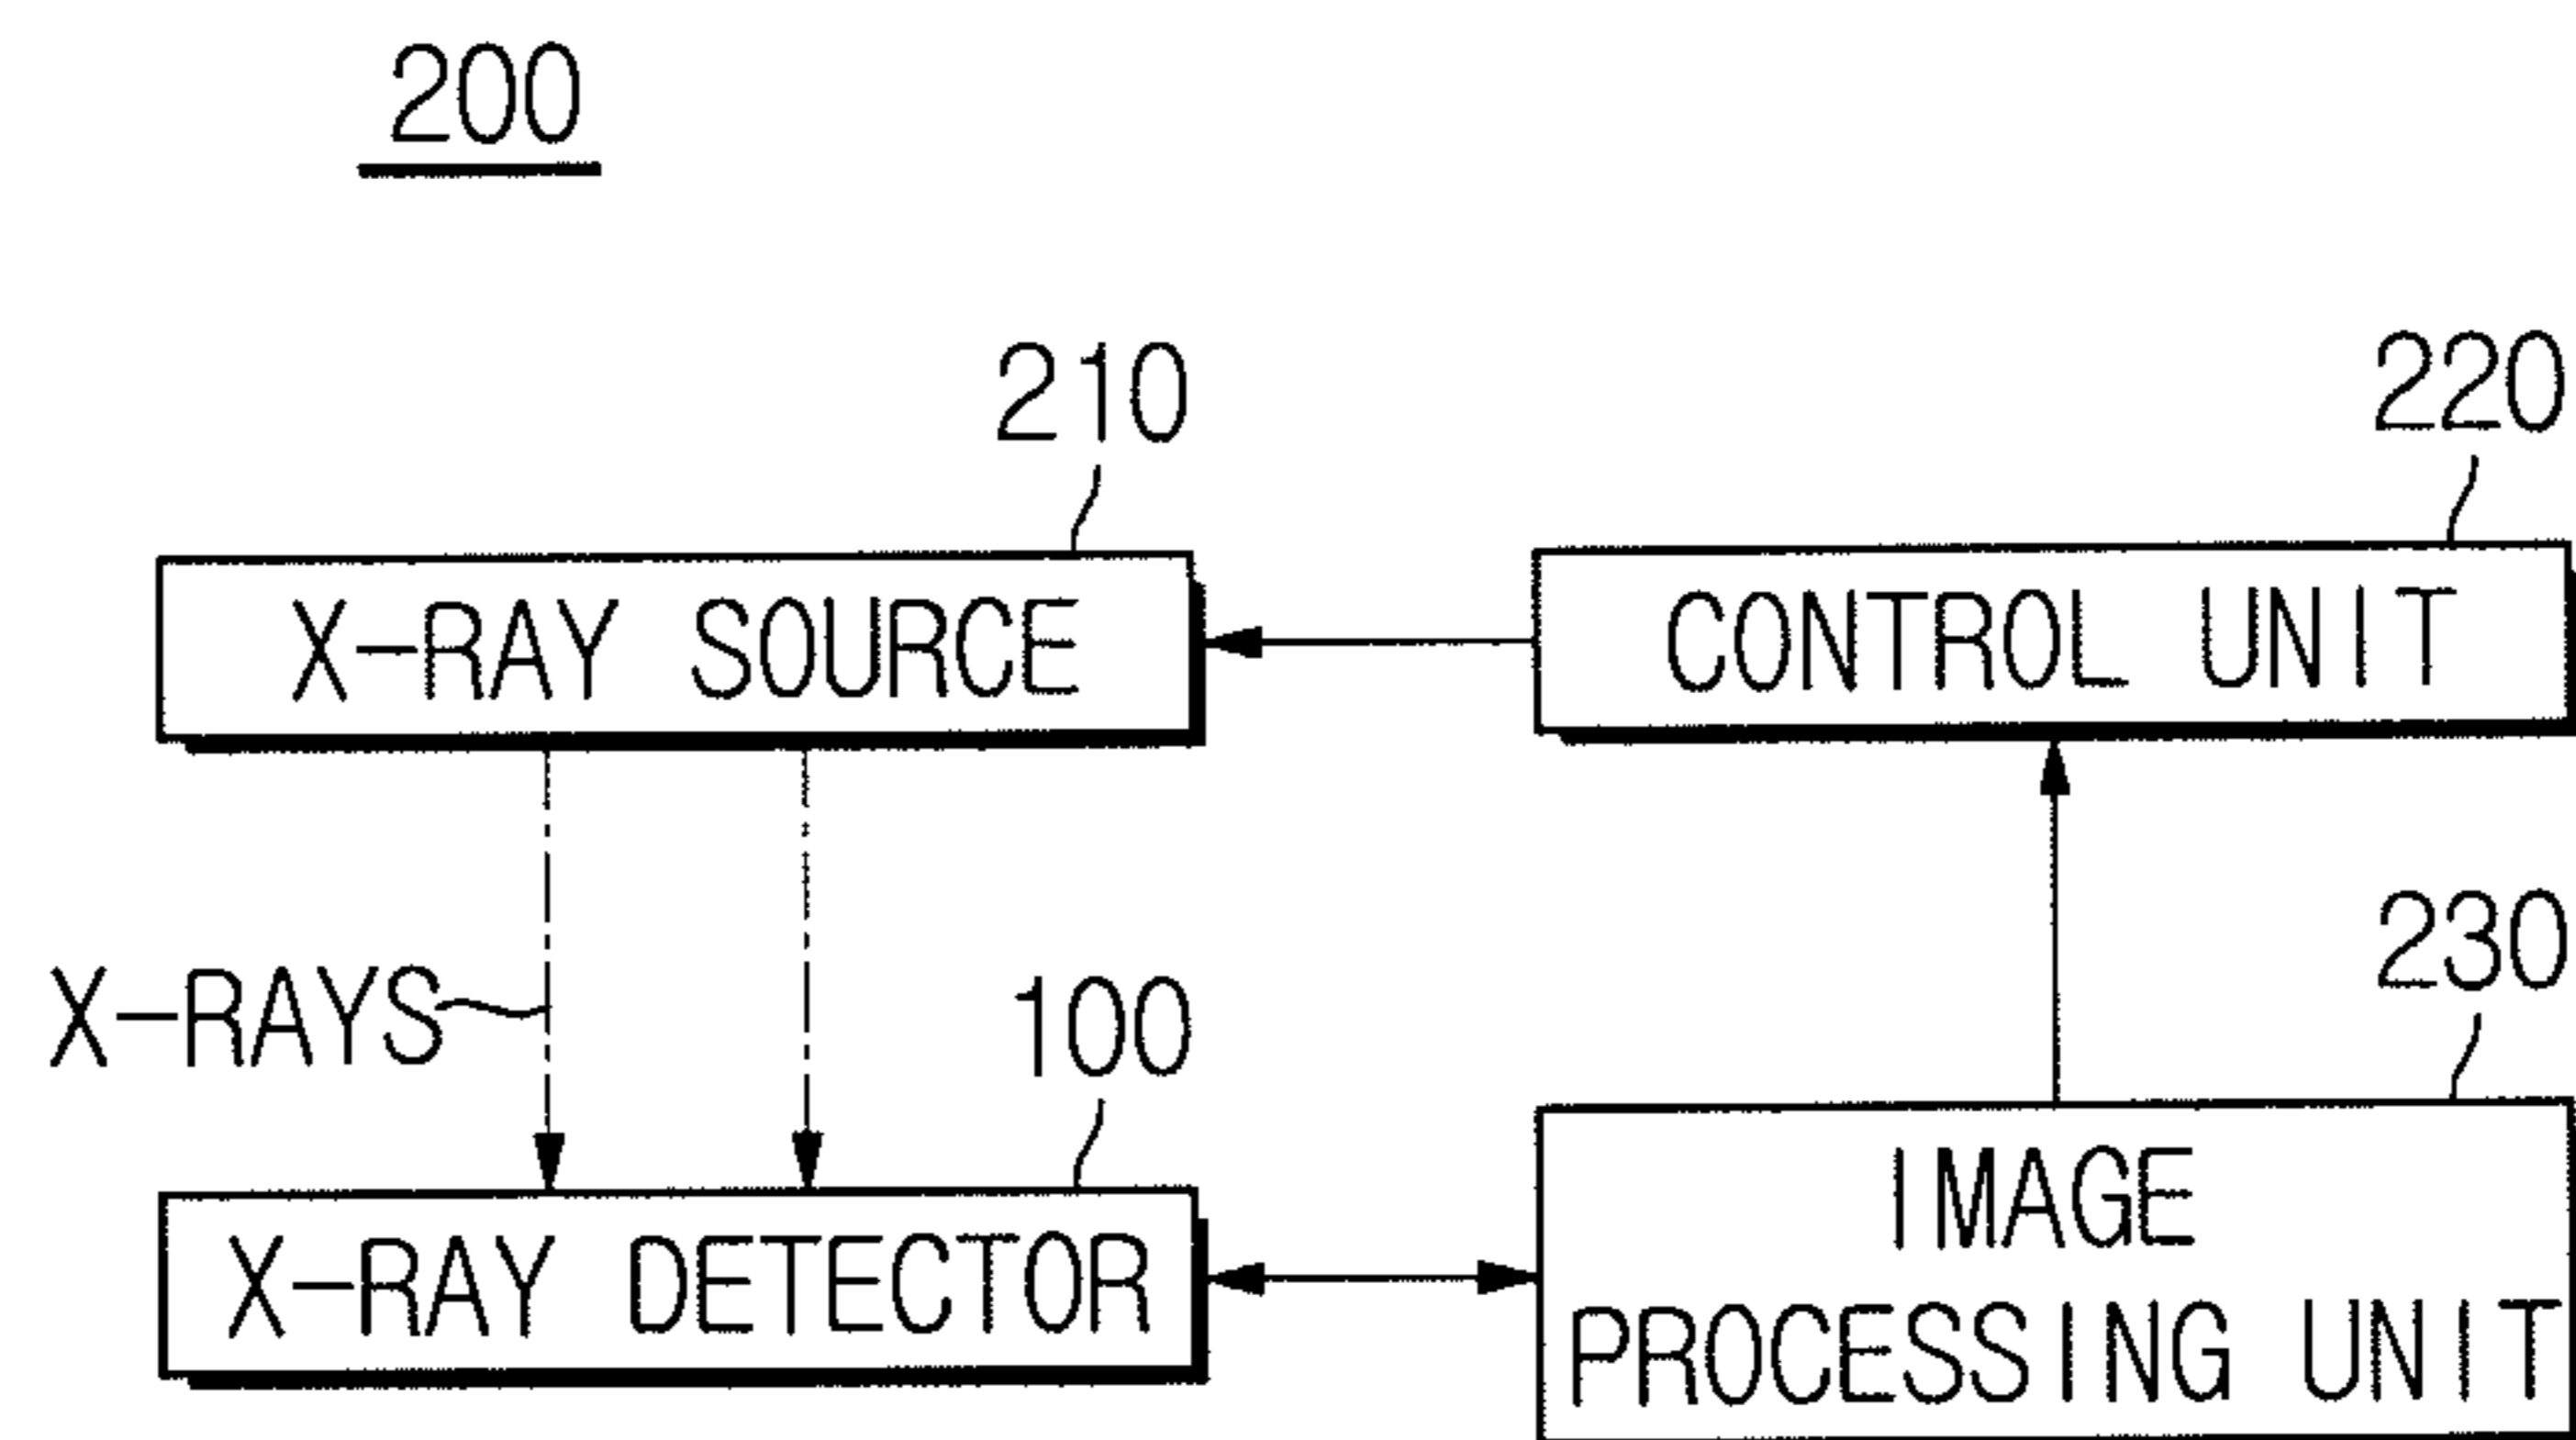 200
210
220
X-RAY SOURCE
CONTROL UNIT
X-RAYS
100
230
X-RAY DETECTOR
IMAGE
PROCESSING UNIT